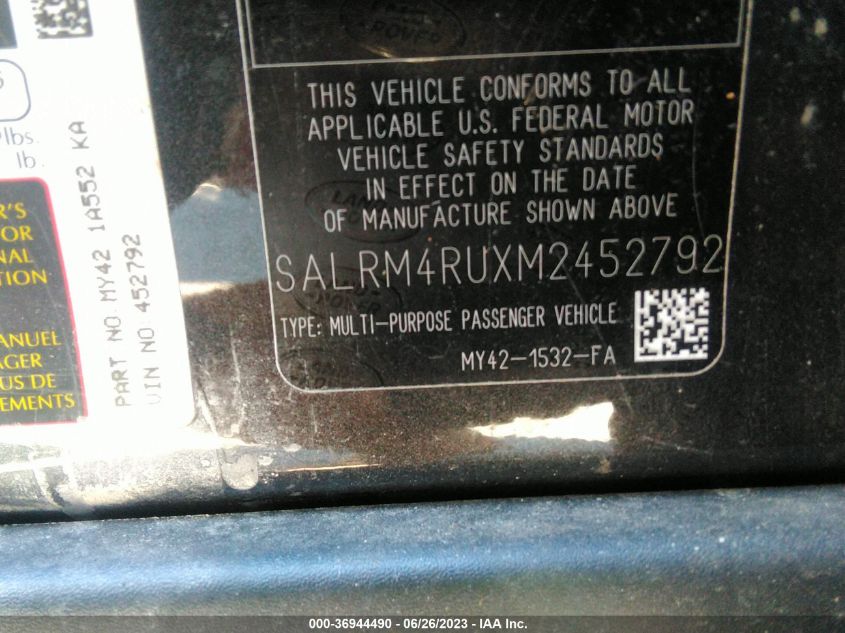 THIS VEHICLE CONFORMS TO ALL
APPLICABLE U.S. FEDERAL MOTOR
VEHICLE SAFETY STANDARDS
IN EFFECT ON THE DATE
OF MANUFACTURE SHOWN ABOVE
SALRM4RUXM2452792
TYPE: MULTI-PURPOSE PASSENGER VEHICLE
MY42-1532-FA
lbs.
lb.
PART NO.MY42 1A552 KA
VIN NO 452792
R'S
OR
NAL
TION
ANUEL
AGER
US DE
EMENTS
000-36944490 - 06/26/2023 - IAA Inc.